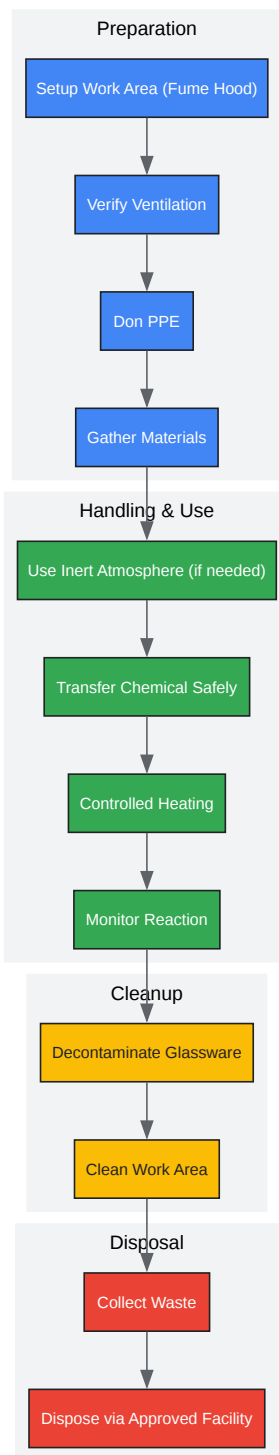 Preparation
Setup Work Area (Fume Hood)
Verify Ventilation
Don PPE
Gather Materials
Handling & Use
Use Inert Atmosphere (if needed)
Transfer Chemical Safely
Controlled Heating
Monitor Reaction
Cleanup
Decontaminate Glassware
Clean Work Area
Disposal
Collect Waste
Dispose via Approved Facility